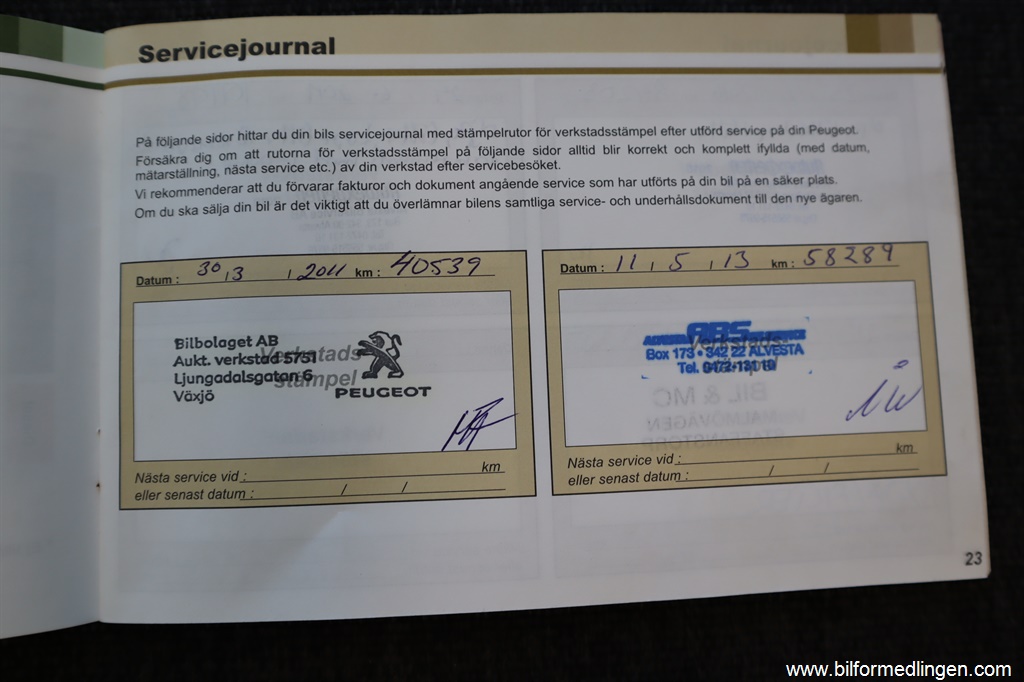 Servicejournal
På följande sidor hittar du din bils servicejournal med stämpelrutor för verkstadsstämpel efter utförd service på din Peugeot.
Försäkra dig om att rutorna för verkstadsstämpel på följande sidor alltid blir korrekt och komplett ifyllda (med datum,
mätarställning, nästa service etc.) av din verkstad efter servicebesöket.
Vi rekommenderar att du förvarar fakturor och dokument angående service som har utförts på din bil på en säker plats.
Om du ska sälja din bil är det viktigt att du överlämnar bilens samtliga service- och underhållsdokument till den nye ägaren.
Datum : 30 / 3 / 2011 km : 40539
Bilbolaget AB
Aukt. verkstad 5751
Ljungadalsgatan 6
Växjö
Verkstads
stämpel
PEUGEOT
Nästa service vid : km
eller senast datum : / /
Datum : 11 / 5 / 13 km : 58289
Verkstads
Box 173 • 342 22 ALVESTA
Tel.
Nästa service vid : km
eller senast datum : / /
23
www.bilformedlingen.com